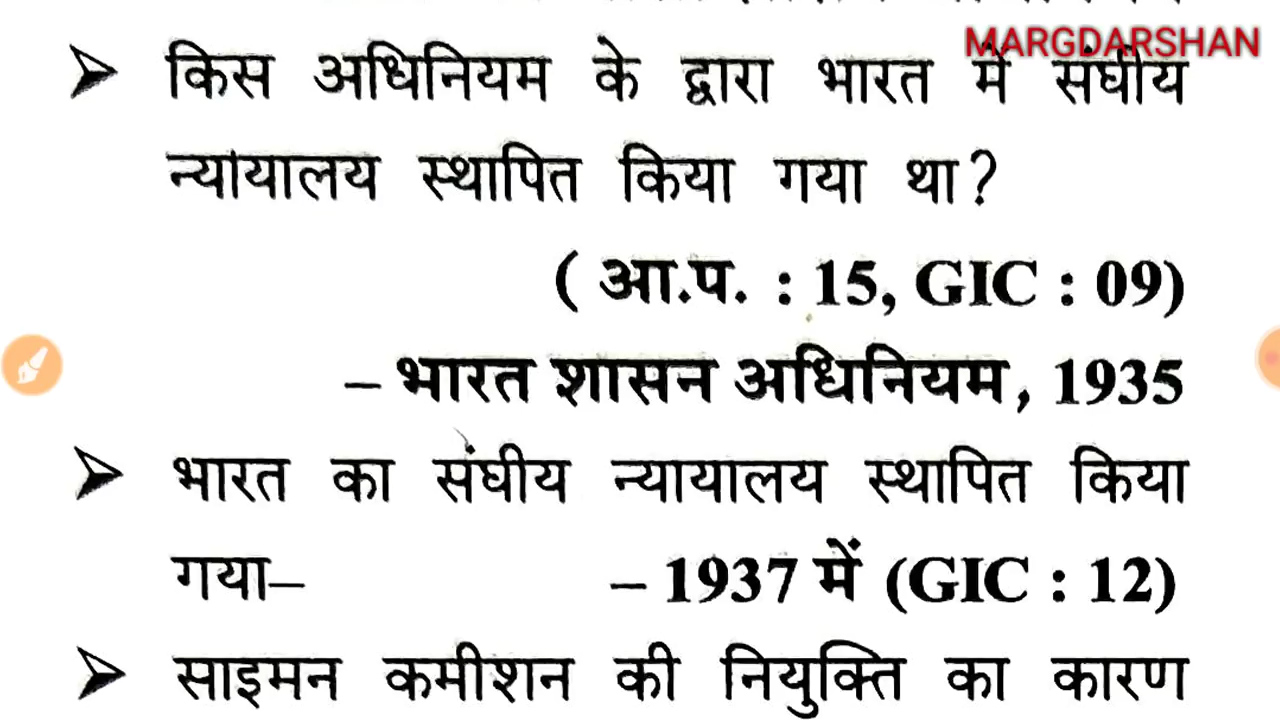 MARGDARSHAN
➢ किस अधिनियम के द्वारा भारत में संघीय
न्यायालय स्थापित किया गया था?
( आ.प. : 15, GIC : 09)
– भारत शासन अधिनियम, 1935
➢ भारत का संघीय न्यायालय स्थापित किया
गया– – 1937 में (GIC : 12)
➢ साइमन कमीशन की नियुक्ति का कारण